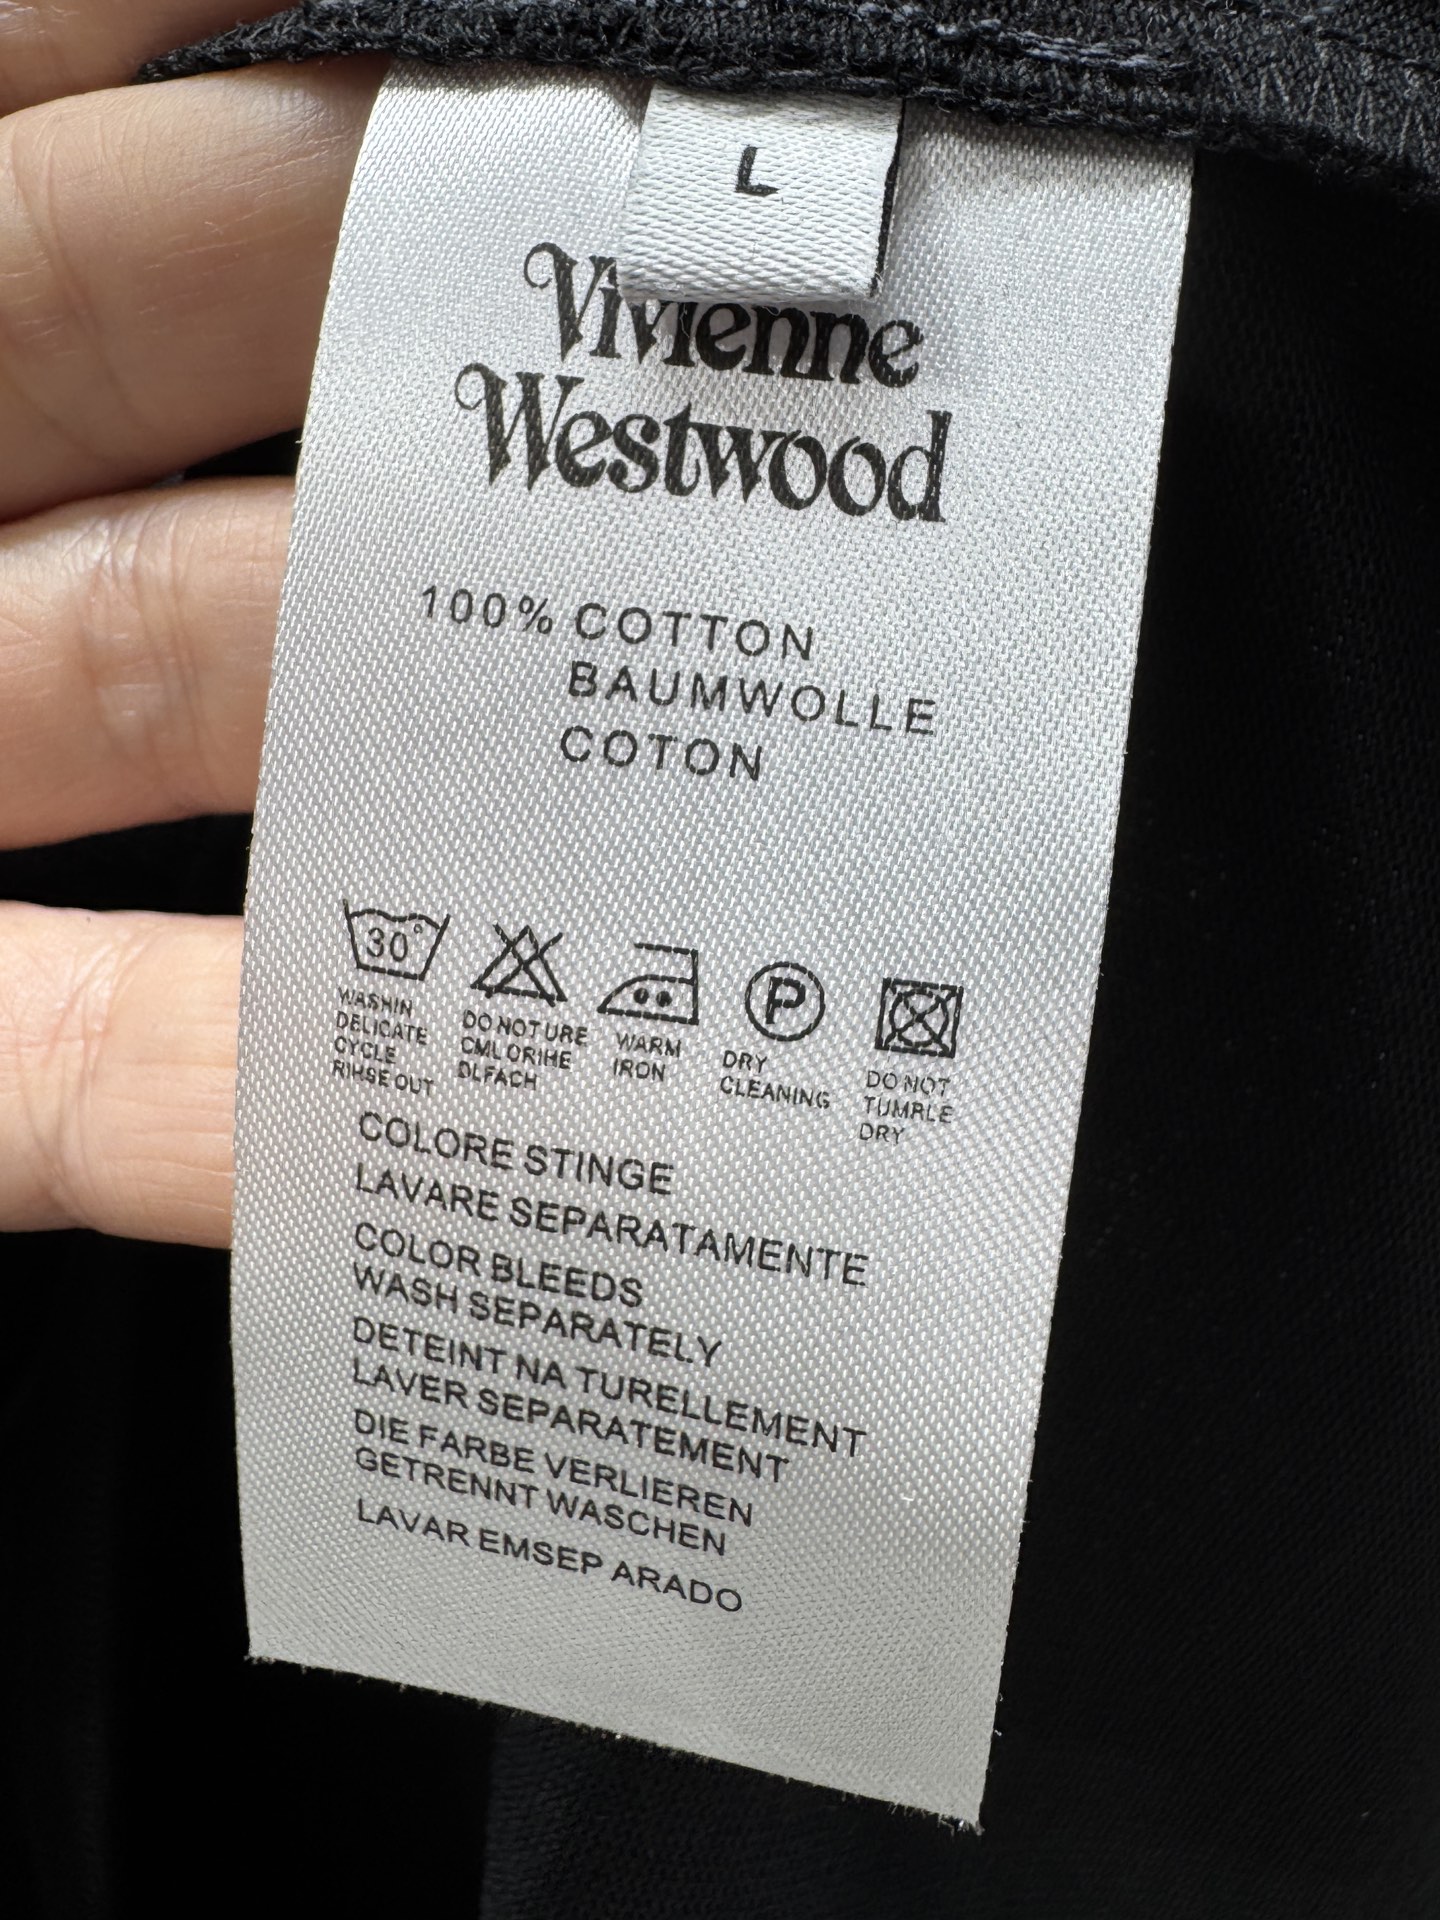 L
Vivienne
Westwood
100% COTTON
BAUMWOLLE
COTON
30°
P
WASHIN
DELICATE
CYCLE
RIHSE OUT
DO NOT URE
CML ORIHE
DLFACH
WARM
IRON
DRY
CLEANING
DO NOT
TUMRLE
DRY
COLORE STINGE
LAVARE SEPARATAMENTE
COLOR BLEEDS
WASH SEPARATELY
DETEINT NA TURELLEMENT
LAVER SEPARATEMENT
DIE FARBE VERLIEREN
GETRENNT WASCHEN
LAVAR EMSEP ARADO